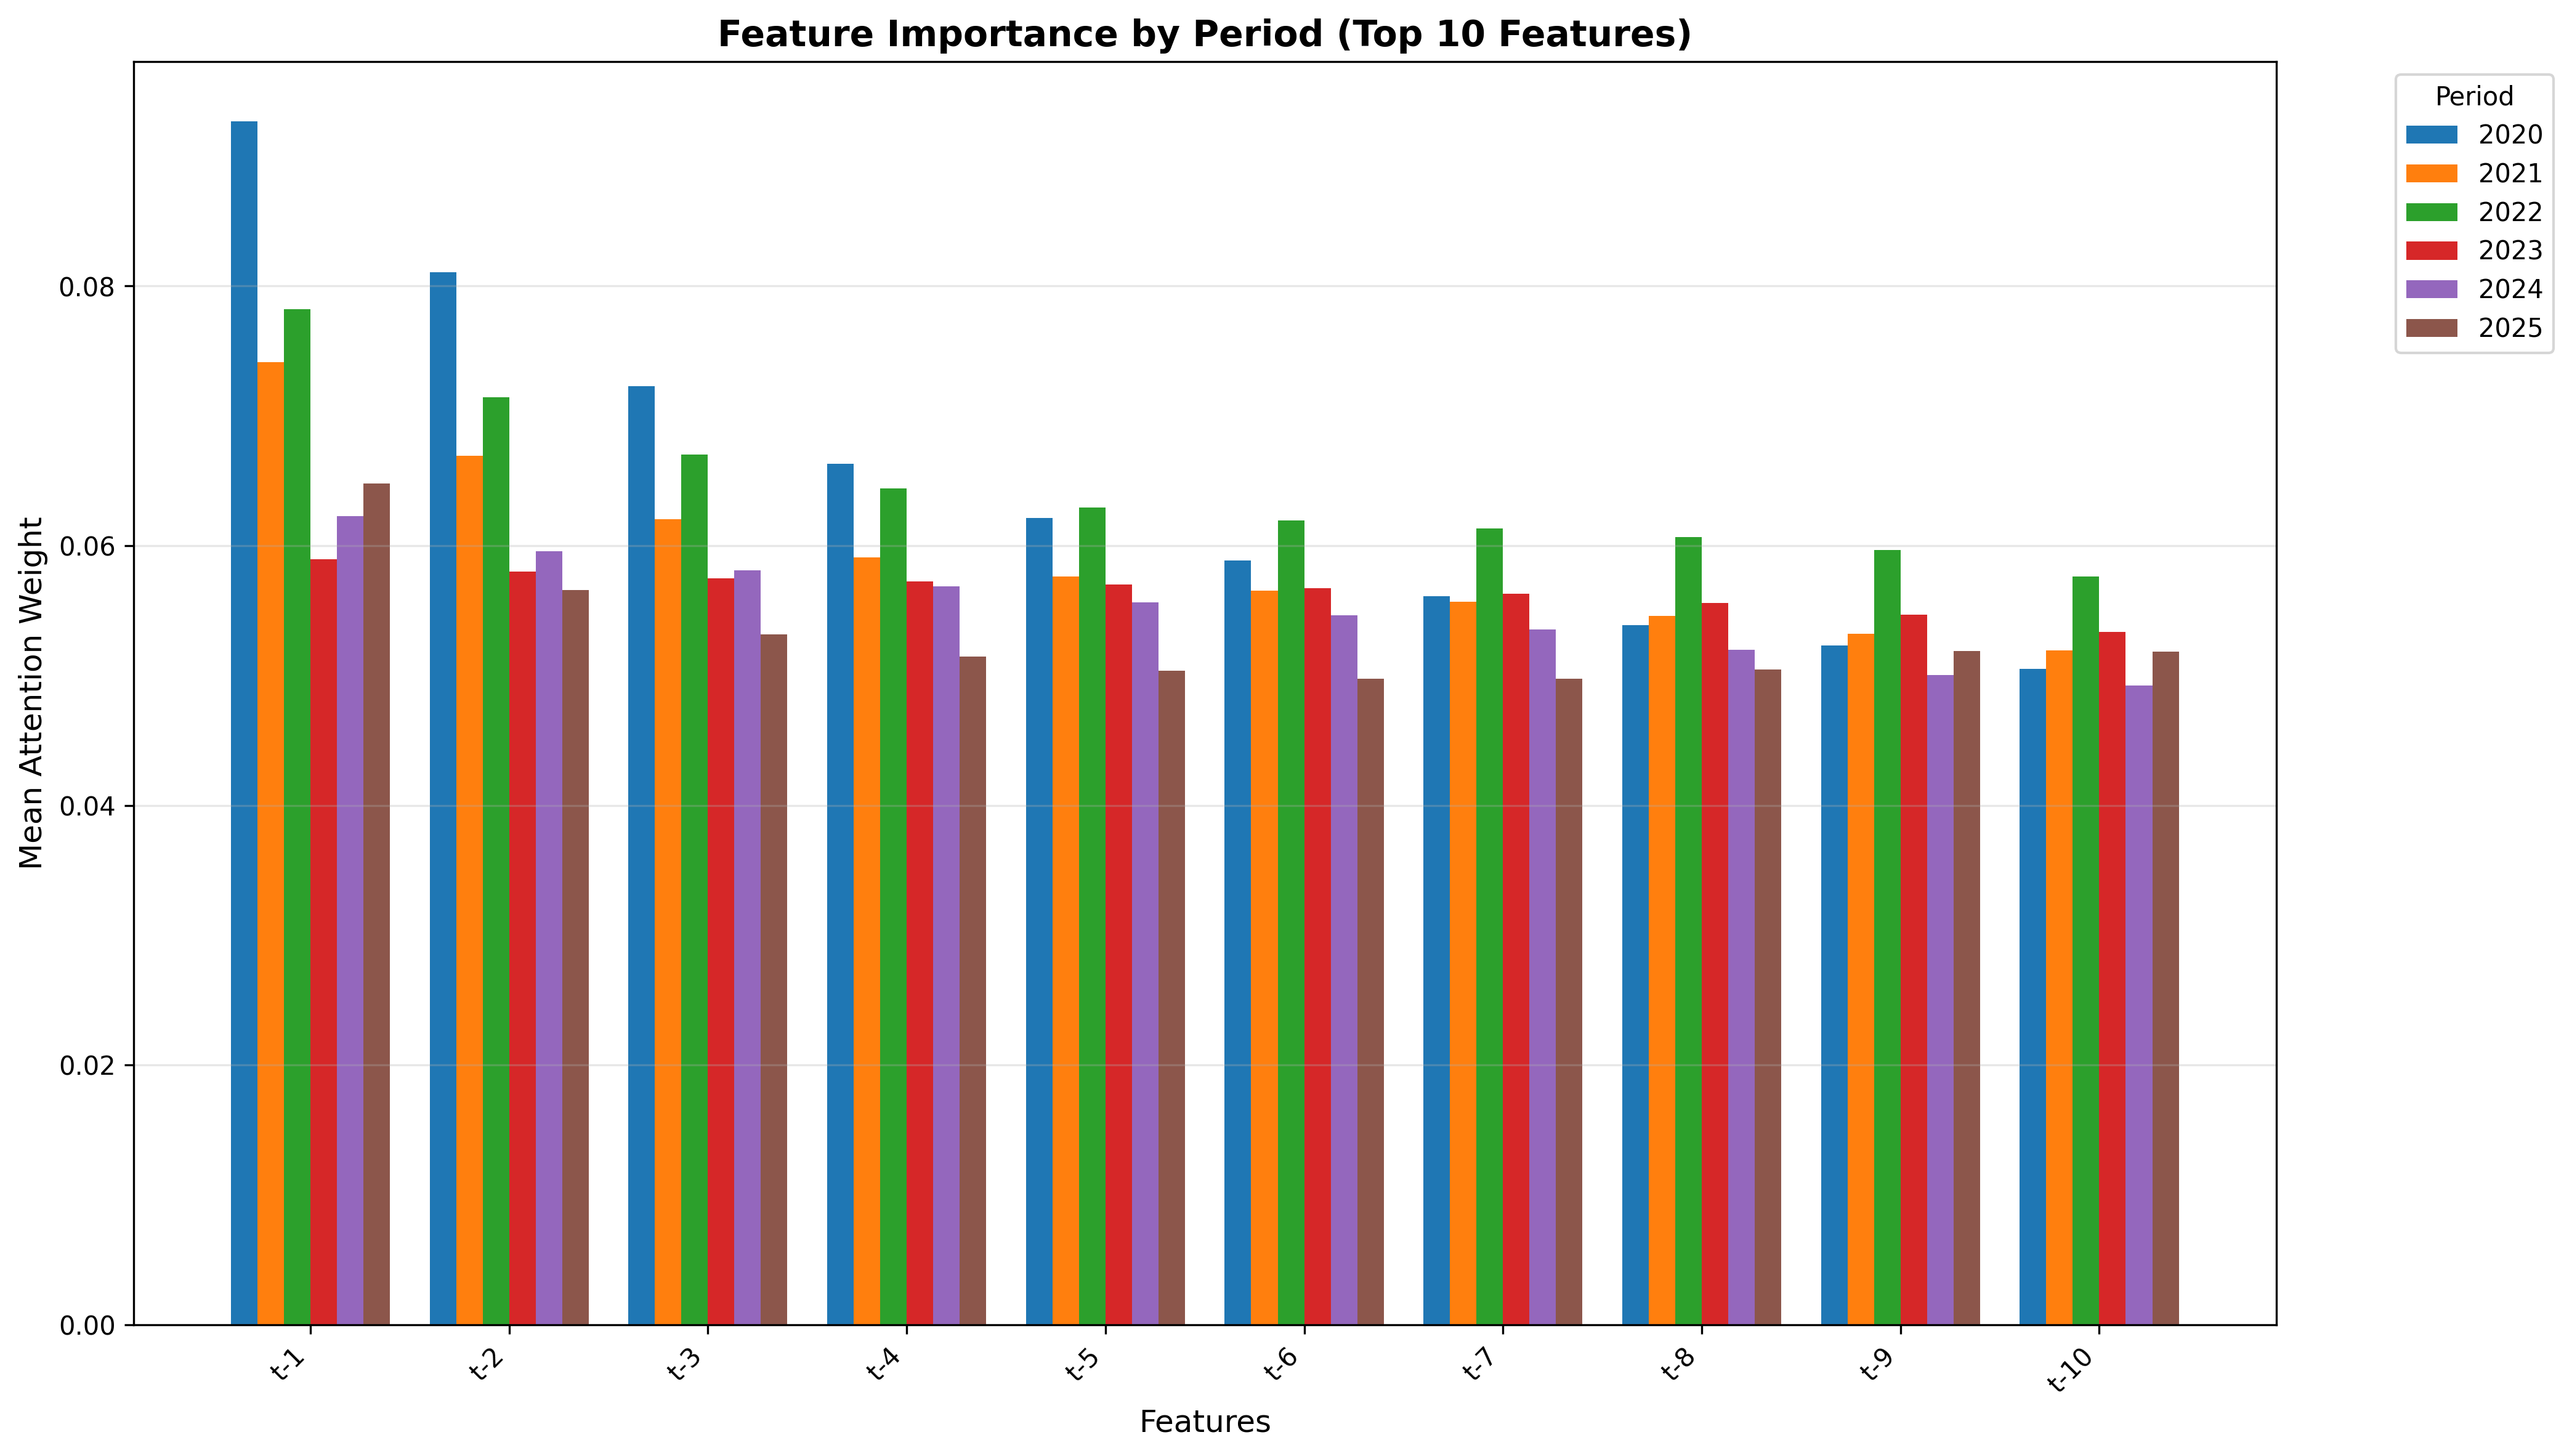 Feature Importance by Period (Top 10 Features)
Period
2020
2021
2022
2023
2024
2025
Mean Attention Weight
0.08
0.06
0.04
0.02
0.00
t-1
t-2
t-3
t-4
t-5
t-6
t-7
t-8
t-9
t-10
Features